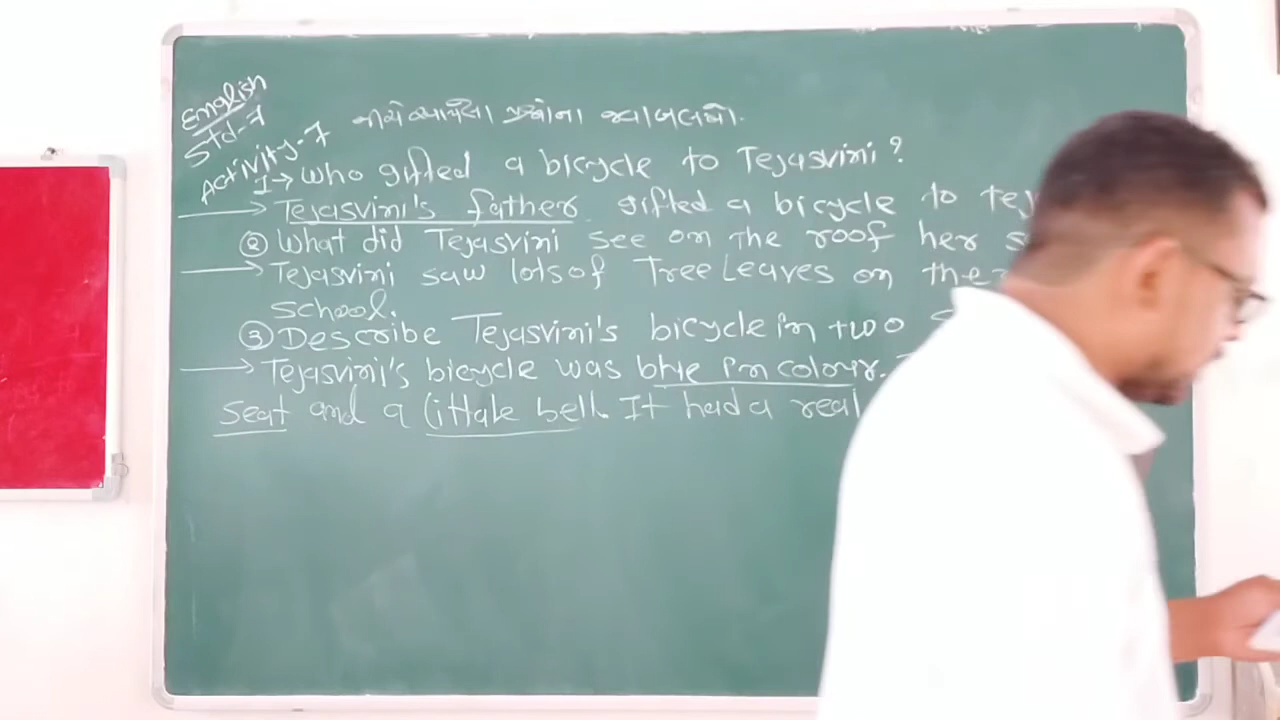 English
Std-7
Activity-7
નીચે આપેલા પ્રશ્નોના જવાબ લખો.
1→ Who gifted a bicycle to Tejasvini?
→ Tejasvini's father gifted a bicycle to tej
② What did Tejasvini see on the roof her s
→ Tejasvini saw lots of Tree Leaves on the
school.
③ Describe Tejasvini's bicycle in two
→ Tejasvini's bicycle was blue in colour.
seat and a littale bell. It had a real